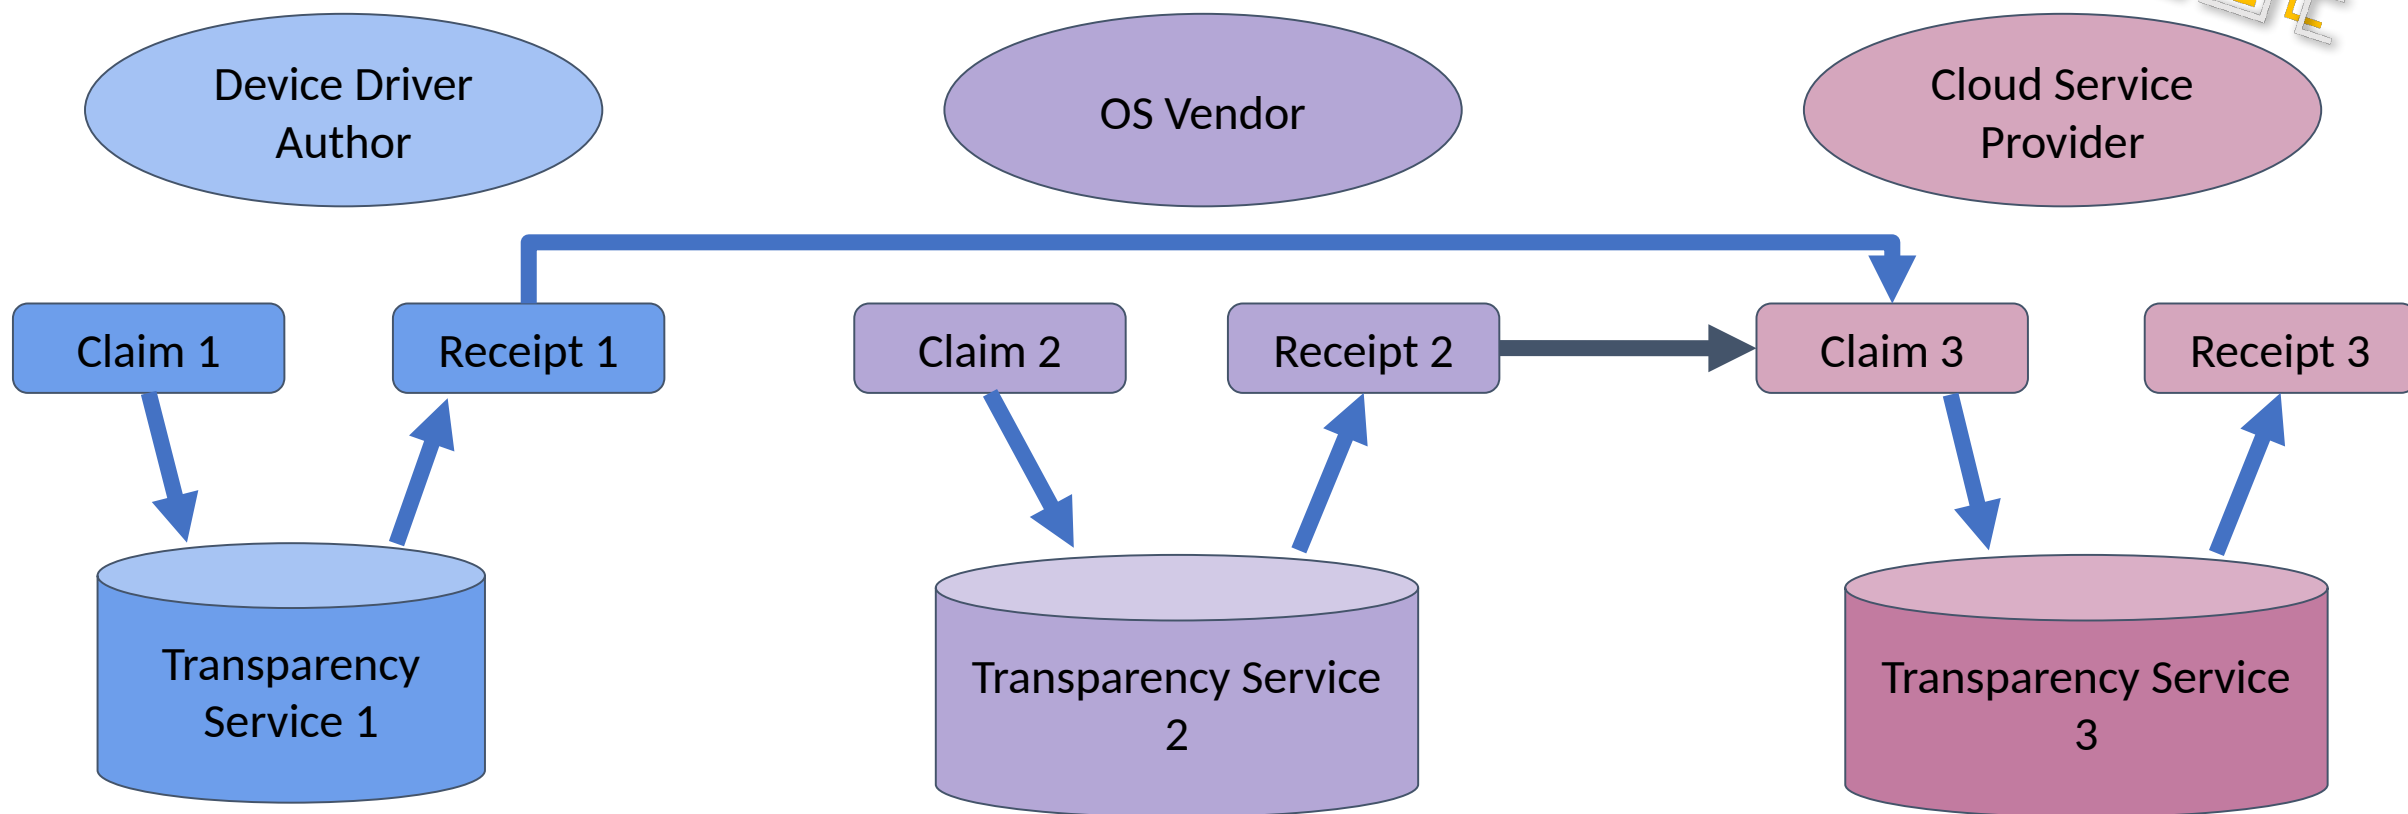 Device Driver
Author
OS Vendor
Cloud Service
Provider
Claim 1
Receipt 1
Claim 2
Receipt 2
Claim 3
Receipt 3
Transparency
Service 1
Transparency Service
2
Transparency Service
3